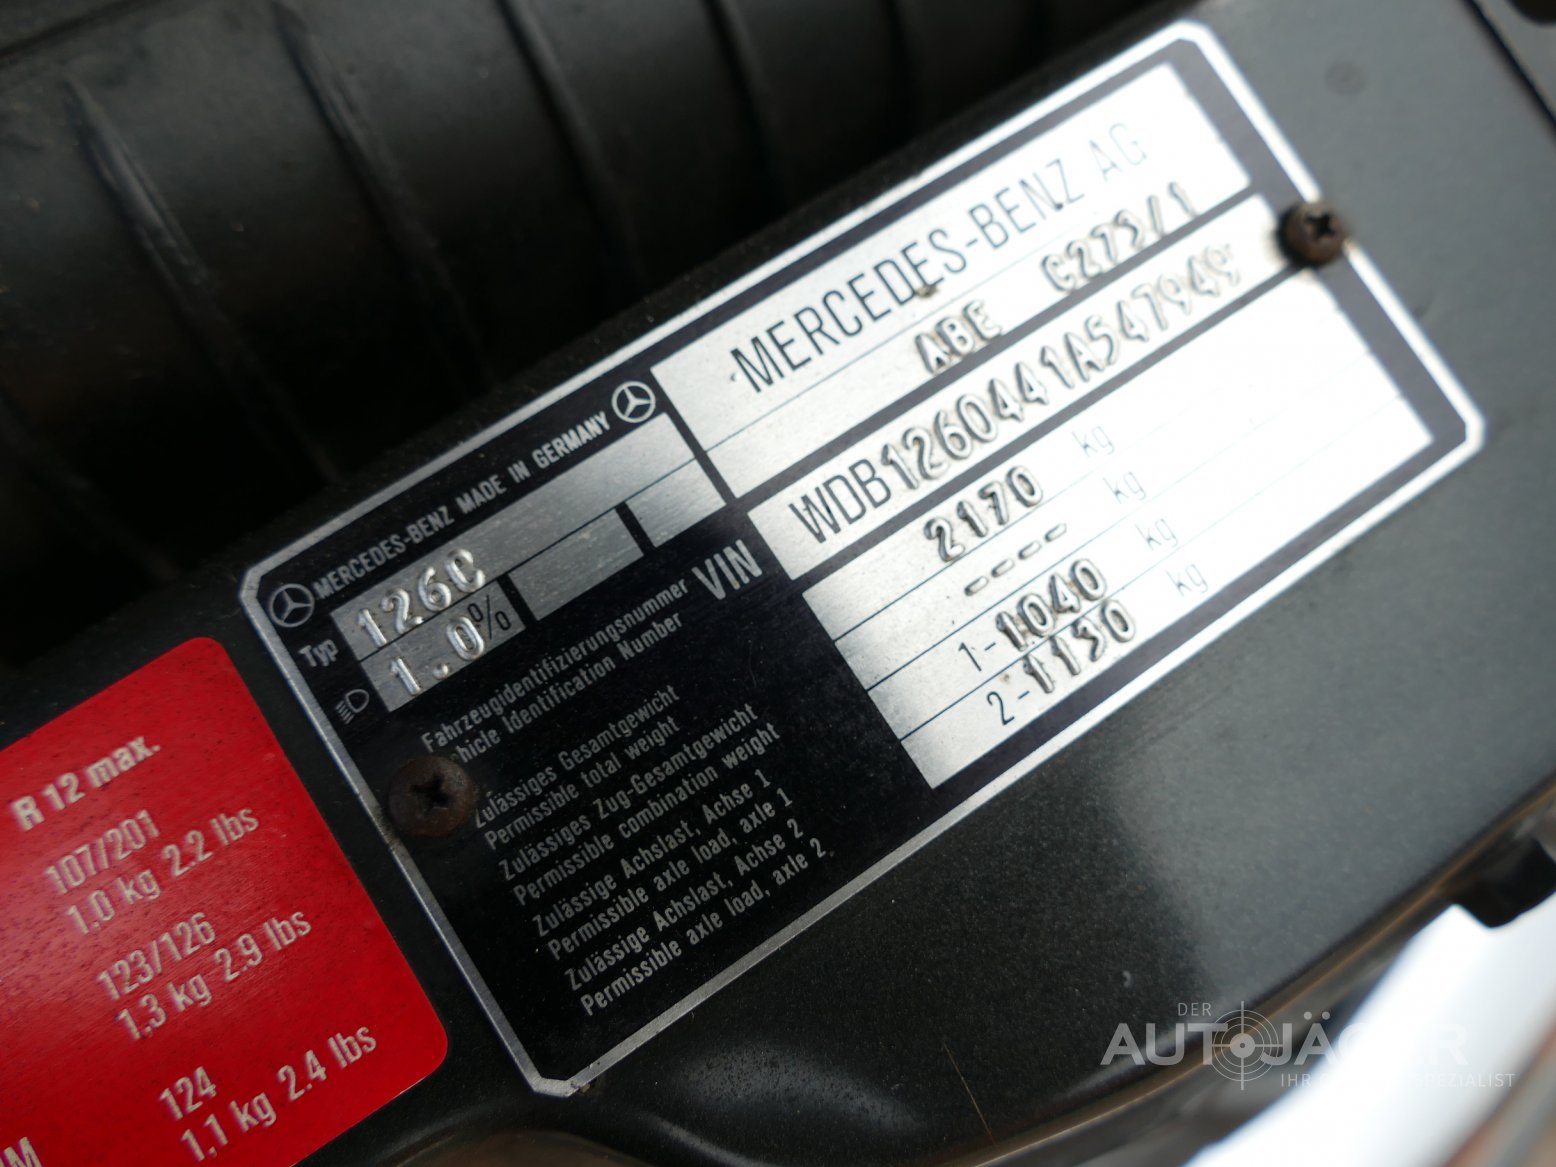 MERCEDES-BENZ MADE IN GERMANY
MERCEDES-BENZ AG
ABE C273/1
Typ 126C
1.0%
Fahrzeugidentifizierungsnummer
hicle Identification Number
VIN
WDB1260441A547949
Zulässiges Gesamtgewicht
Permissible total weight
2170 kg
Zulässiges Zug-Gesamtgewicht
Permissible combination weight
---- kg
Zulässige Achslast, Achse 1
Permissible axle load, axle 1
1-1040 kg
Zulässige Achslast, Achse 2
Permissible axle load, axle 2
2-1130 kg
R 12 max.
107/201
1.0 kg 2.2 lbs
123/126
1,3 kg 2.9 lbs
124
1,1 kg 2.4 lbs
DER
AUTOJÄGER